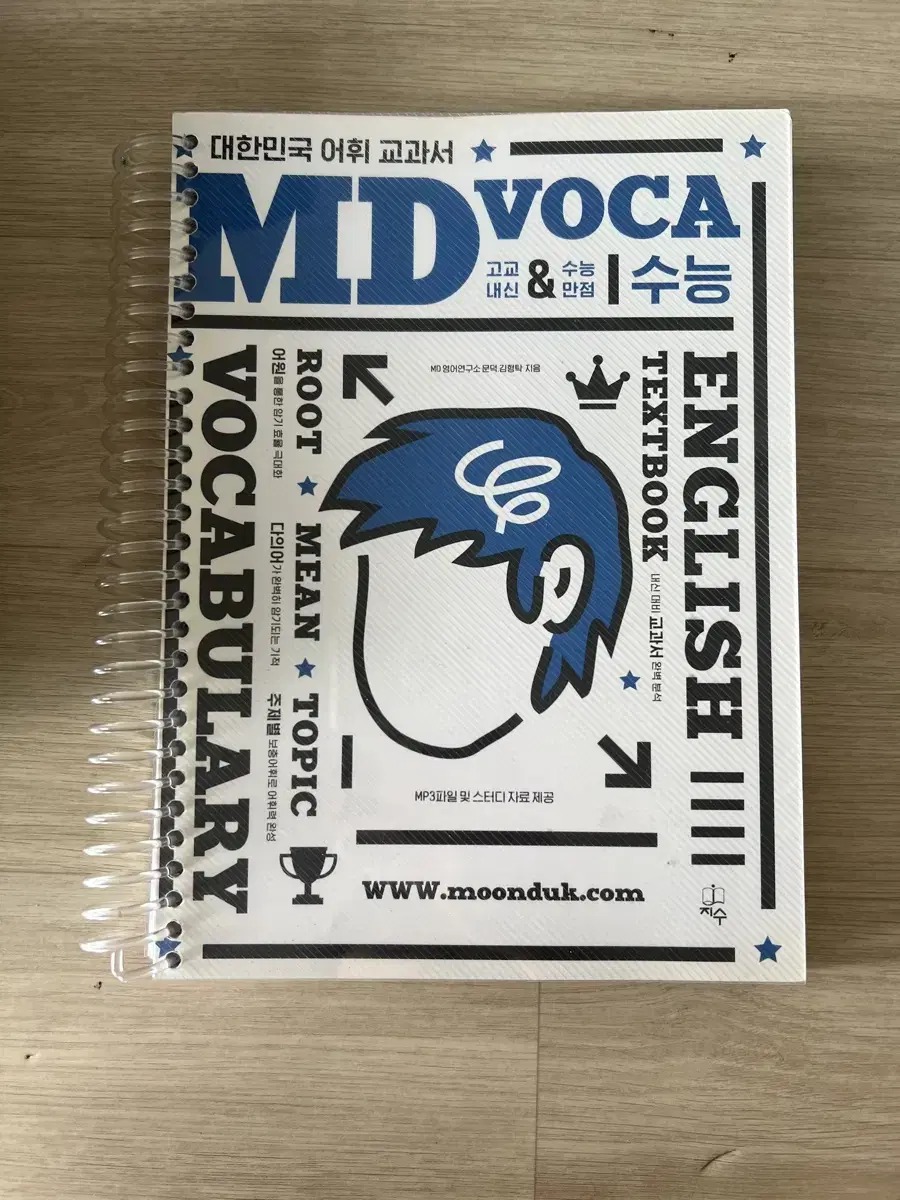 대한민국 어휘 교과서
MD VOCA
고교
내신
&
수능
만점
수능
MD 영어연구소 문덕.김형탁 지음
VOCABULARY
ROOT
어원을 통한 암기 효율 극대화
MEAN
다의어가 완벽히 암기되는 기적
TOPIC
주제별 보충어휘로 어휘력 완성
ENGLISH
TEXTBOOK
내신 대비 교과서 완벽 분석
MP3파일 및 스터디 자료 제공
www.moonduk.com
지수